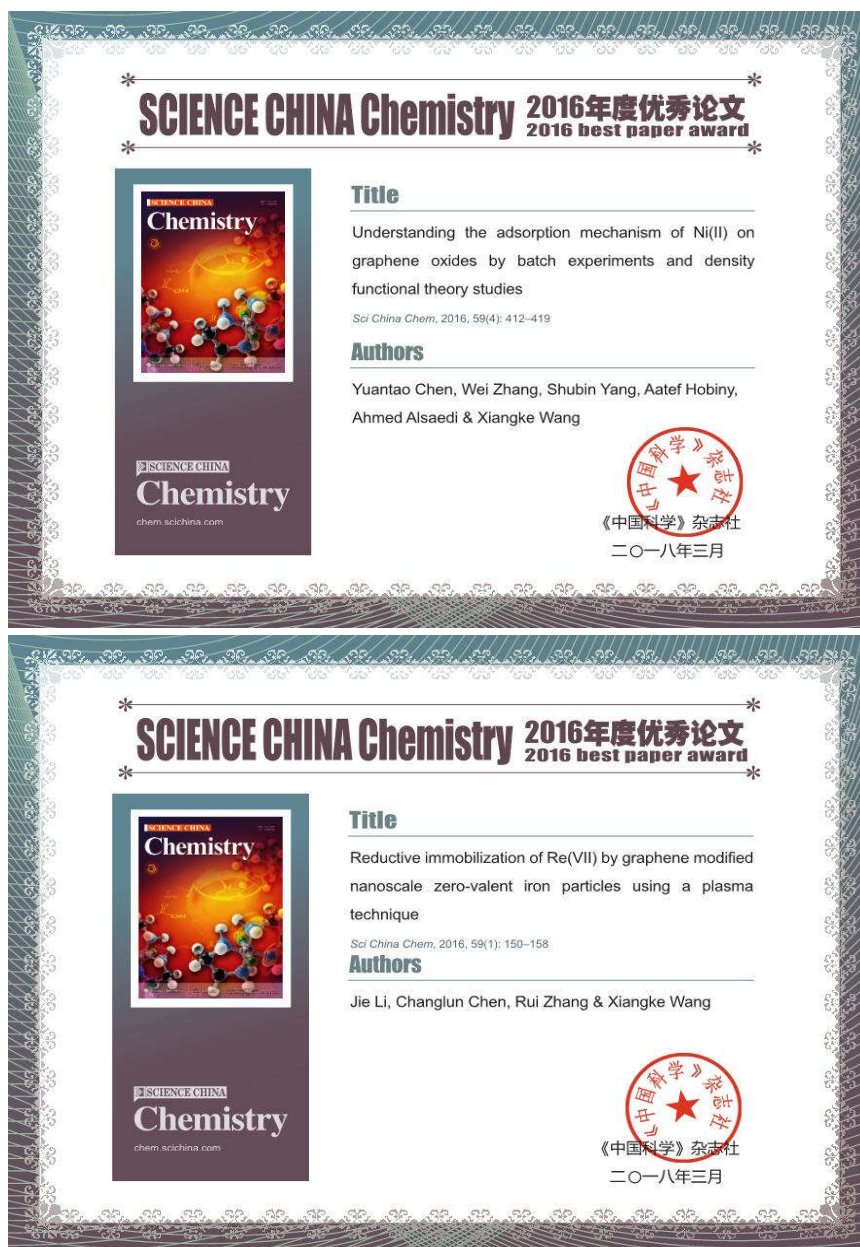 SCIENCE CHINA Chemistry 2016年度优秀论文
2016 best paper award
SCIENCE CHINA
Chemistry
Title
Understanding the adsorption mechanism of Ni(II) on
graphene oxides by batch experiments and density
functional theory studies
Sci China Chem, 2016, 59(4): 412–419
Authors
Yuantao Chen, Wei Zhang, Shubin Yang, Aatef Hobiny,
Ahmed Alsaedi & Xiangke Wang
SCIENCE CHINA
Chemistry
chem.scichina.com
《中国科学》杂志社
《中国科学》杂志社
二〇一八年三月
SCIENCE CHINA Chemistry 2016年度优秀论文
2016 best paper award
SCIENCE CHINA
Chemistry
Title
Reductive immobilization of Re(VII) by graphene modified
nanoscale zero-valent iron particles using a plasma
technique
Sci China Chem, 2016, 59(1): 150–158
Authors
Jie Li, Changlun Chen, Rui Zhang & Xiangke Wang
SCIENCE CHINA
Chemistry
chem.scichina.com
《中国科学》杂志社
《中国科学》杂志社
二〇一八年三月